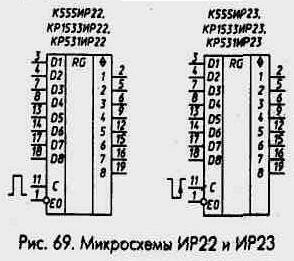 К555ИР22, К555ИР23,
КР1533ИР22, КР1533ИР23,
КР531ИР22 КР531ИР23
3 D1 RG 3 D1 RG
4 D2 1 2 4 D2 1 2
7 D3 2 5 7 D3 2 5
8 D4 3 6 8 D4 3 6
13 D5 4 9 13 D5 4 9
14 D6 5 12 14 D6 5 12
17 D7 6 15 17 D7 6 15
18 D8 7 16 18 D8 7 16
8 19 8 19
11 C 11 C
1 EO 1 EO
Рис. 69. Микросхемы ИР22 и ИР23